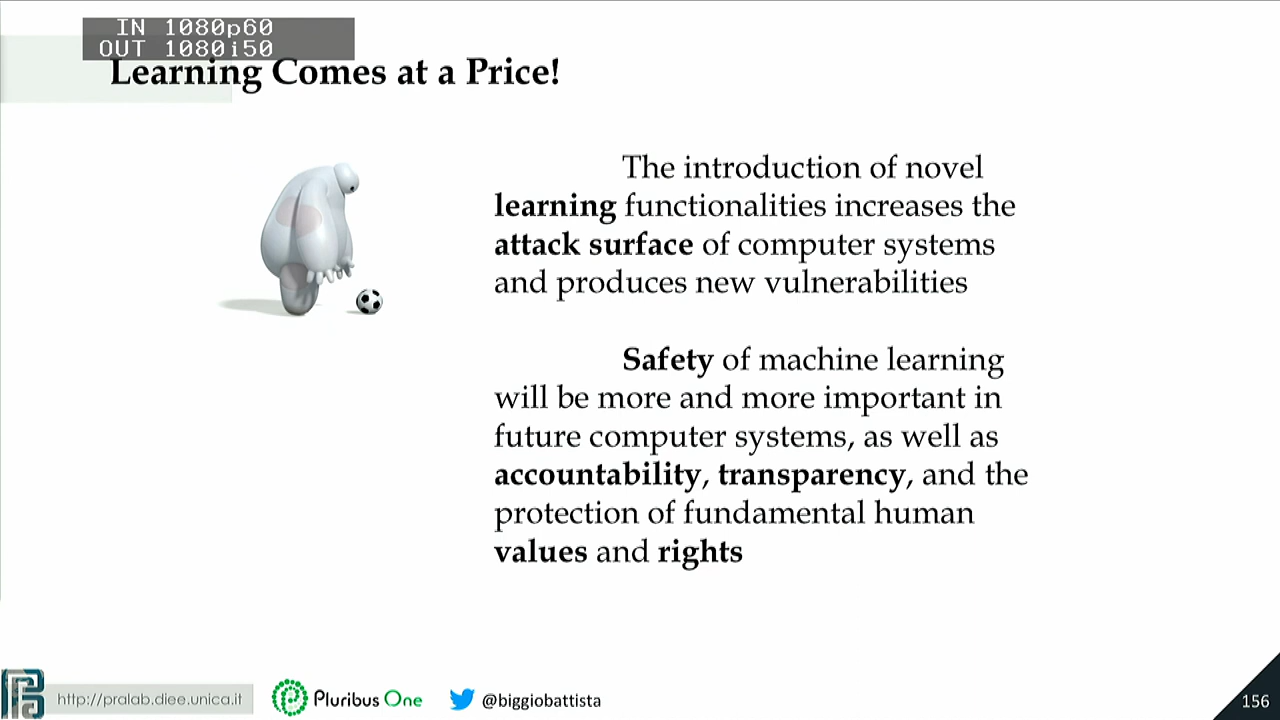 IN 1080p60
OUT 1080i50
Learning Comes at a Price!
The introduction of novel
learning functionalities increases the
attack surface of computer systems
and produces new vulnerabilities
Safety of machine learning
will be more and more important in
future computer systems, as well as
accountability, transparency, and the
protection of fundamental human
values and rights
http://pralab.diee.unica.it
Pluribus One
@biggiobattista
156